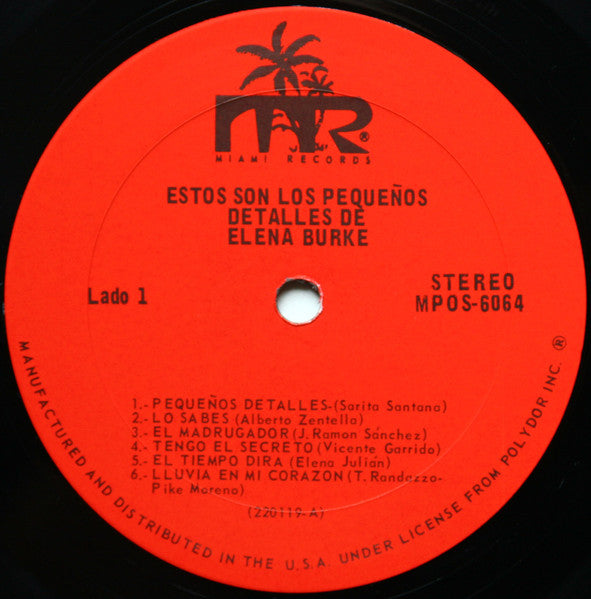 MR®
MIAMI RECORDS
ESTOS SON LOS PEQUEÑOS
DETALLES DE
ELENA BURKE
Lado 1
STEREO
MPOS-6064
1.- PEQUEÑOS DETALLES-(Sarita Santana)
2.- LO SABES (Alberto Zentella)
3.- EL MADRUGADOR (J. Ramon Sánchez)
4.- TENGO EL SECRETO (Vicente Garrido)
5.- EL TIEMPO DIRA (Elena Julián)
6.- LLUVIA EN MI CORAZON (T. Randazzo-
Pike Moreno)
(220119-A)
MANUFACTURED AND DISTRIBUTED IN THE U.S.A. UNDER LICENSE FROM POLYDOR INC. ®